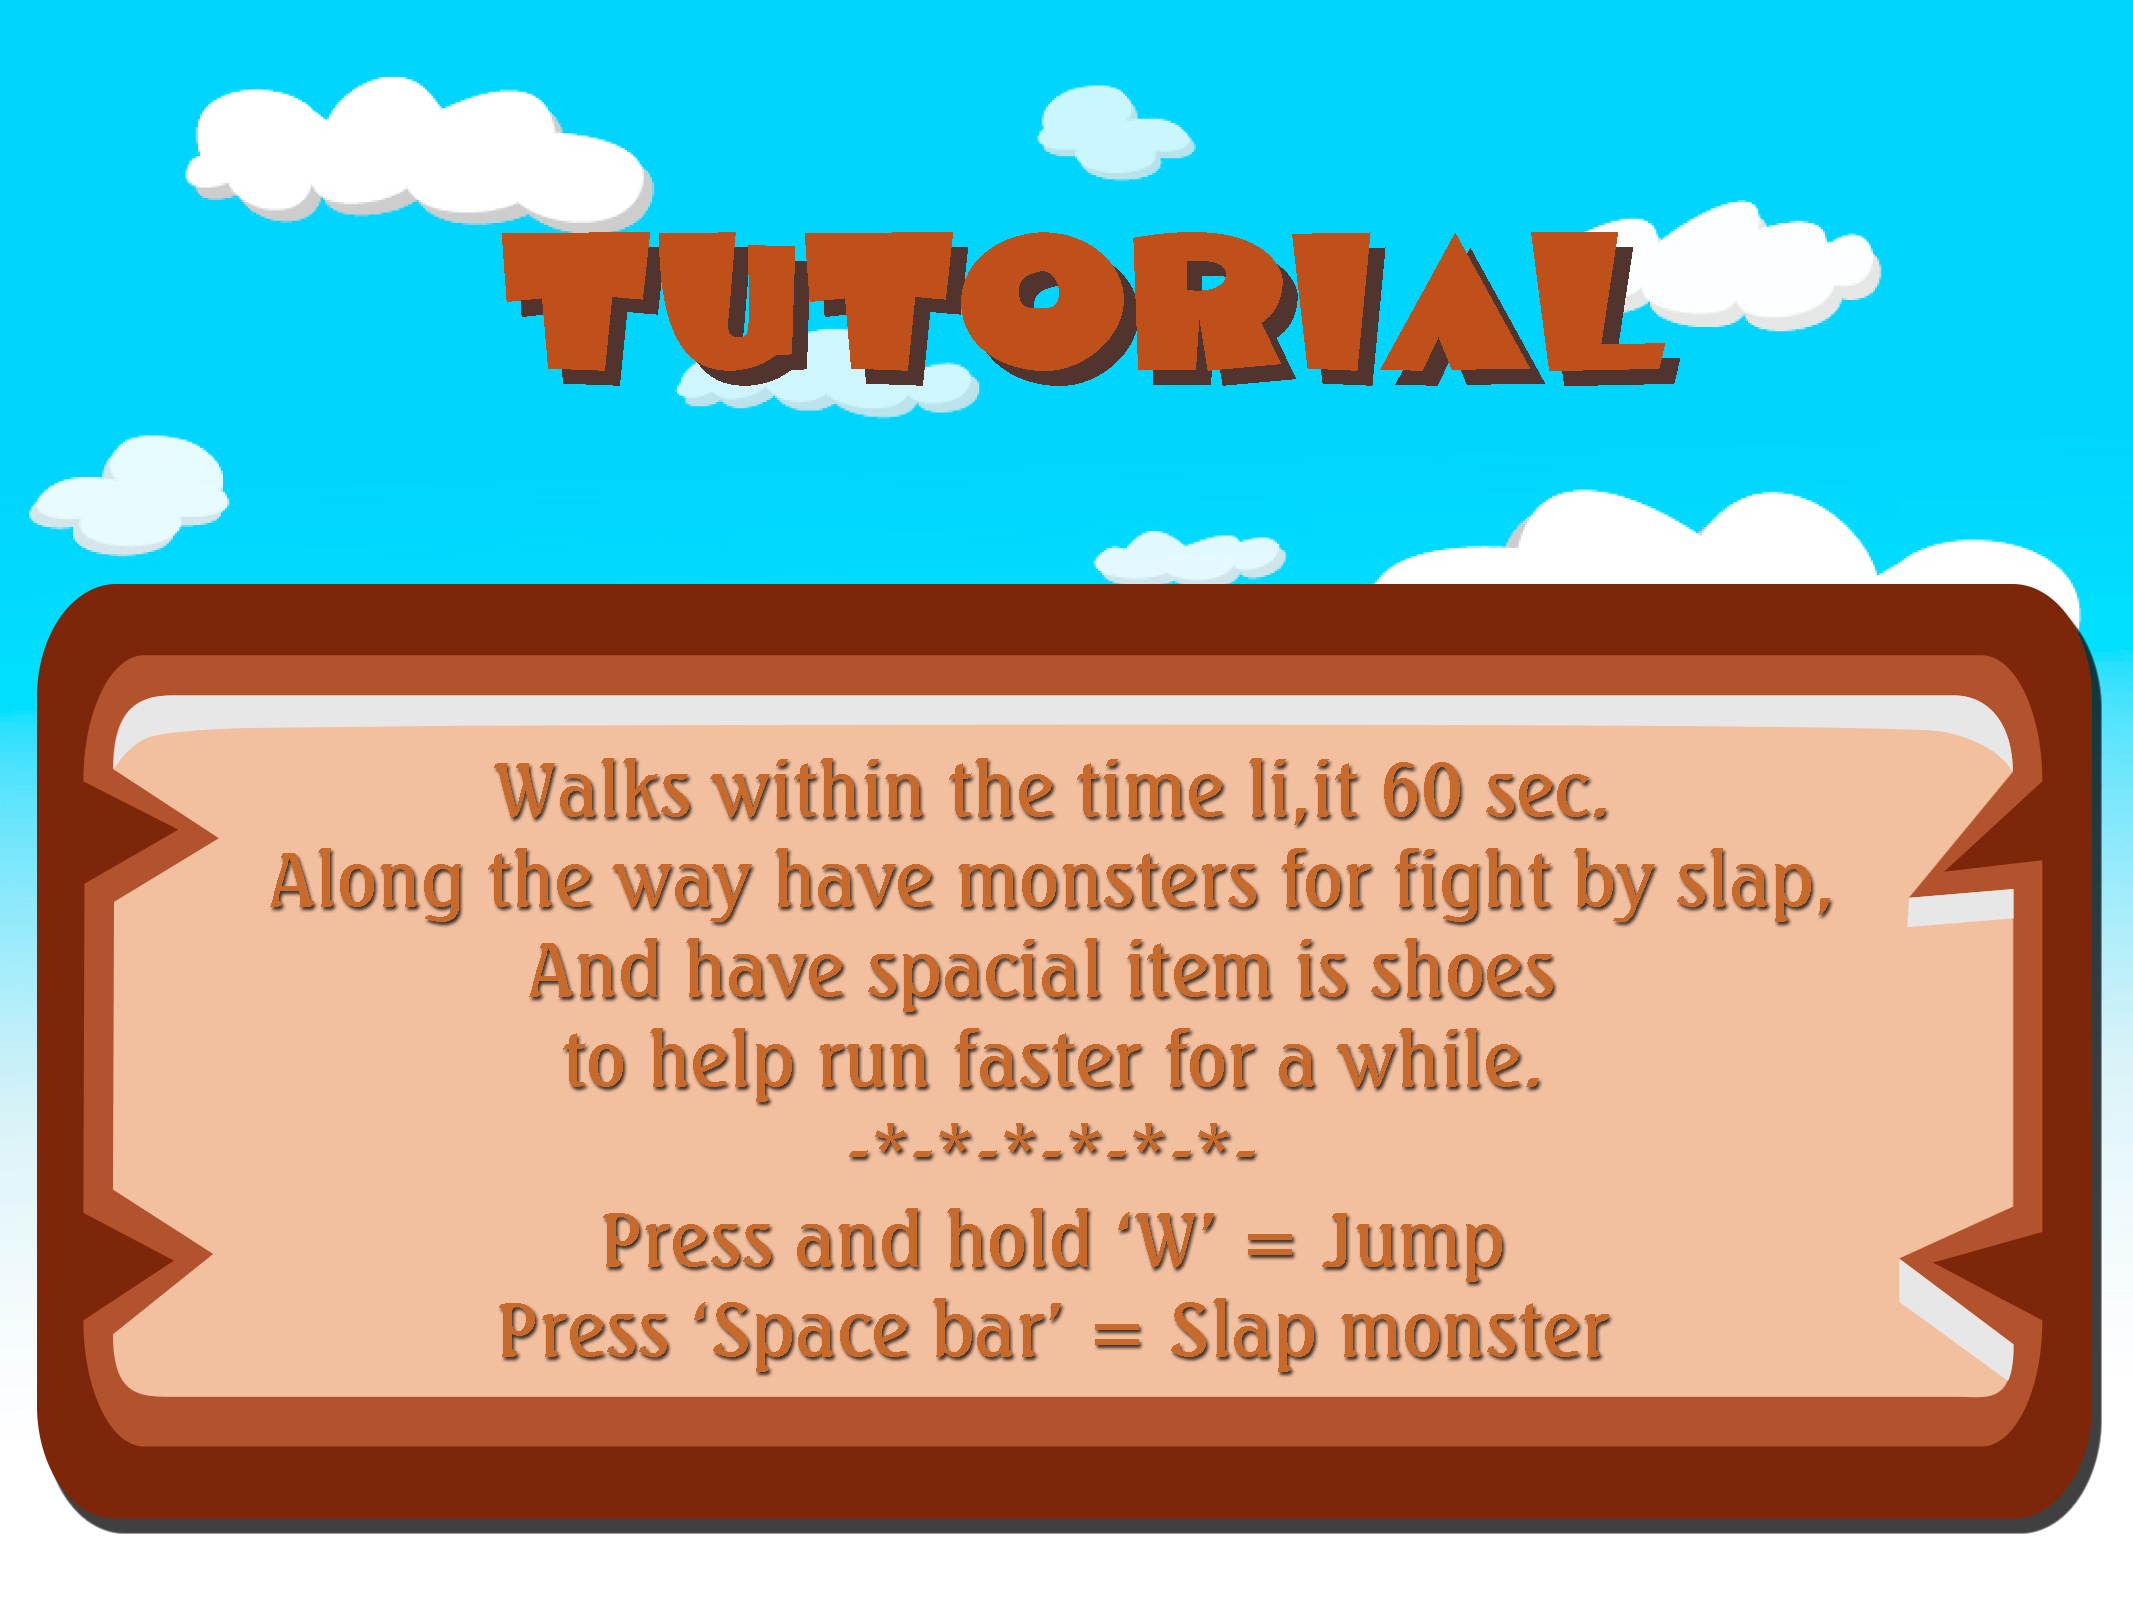 TUTORIAL
Walks within the time li,it 60 sec.
Along the way have monsters for fight by slap,
And have spacial item is shoes
to help run faster for a while.
-*-*-*-*-*-*-
Press and hold ‘W’ = Jump
Press ‘Space bar’ = Slap monster